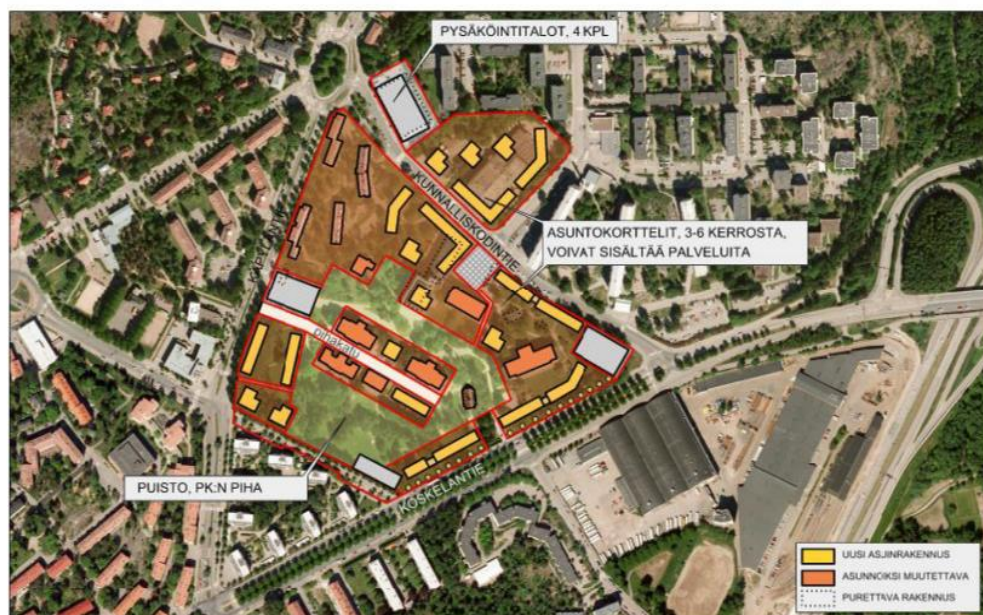 PYSÄKÖINTITALOT, 4 KPL
KUNNALLISKODINTIE
ASUNTOKORTTELIT, 3-6 KERROSTA,
VOIVAT SISÄLTÄÄ PALVELUITA
pihakatu
PUISTO, PK:N PIHA
KOSKELANTIE
UUSI ASUINRAKENNUS
ASUNNOIKSI MUUTETTAVA
PURETTAVA RAKENNUS